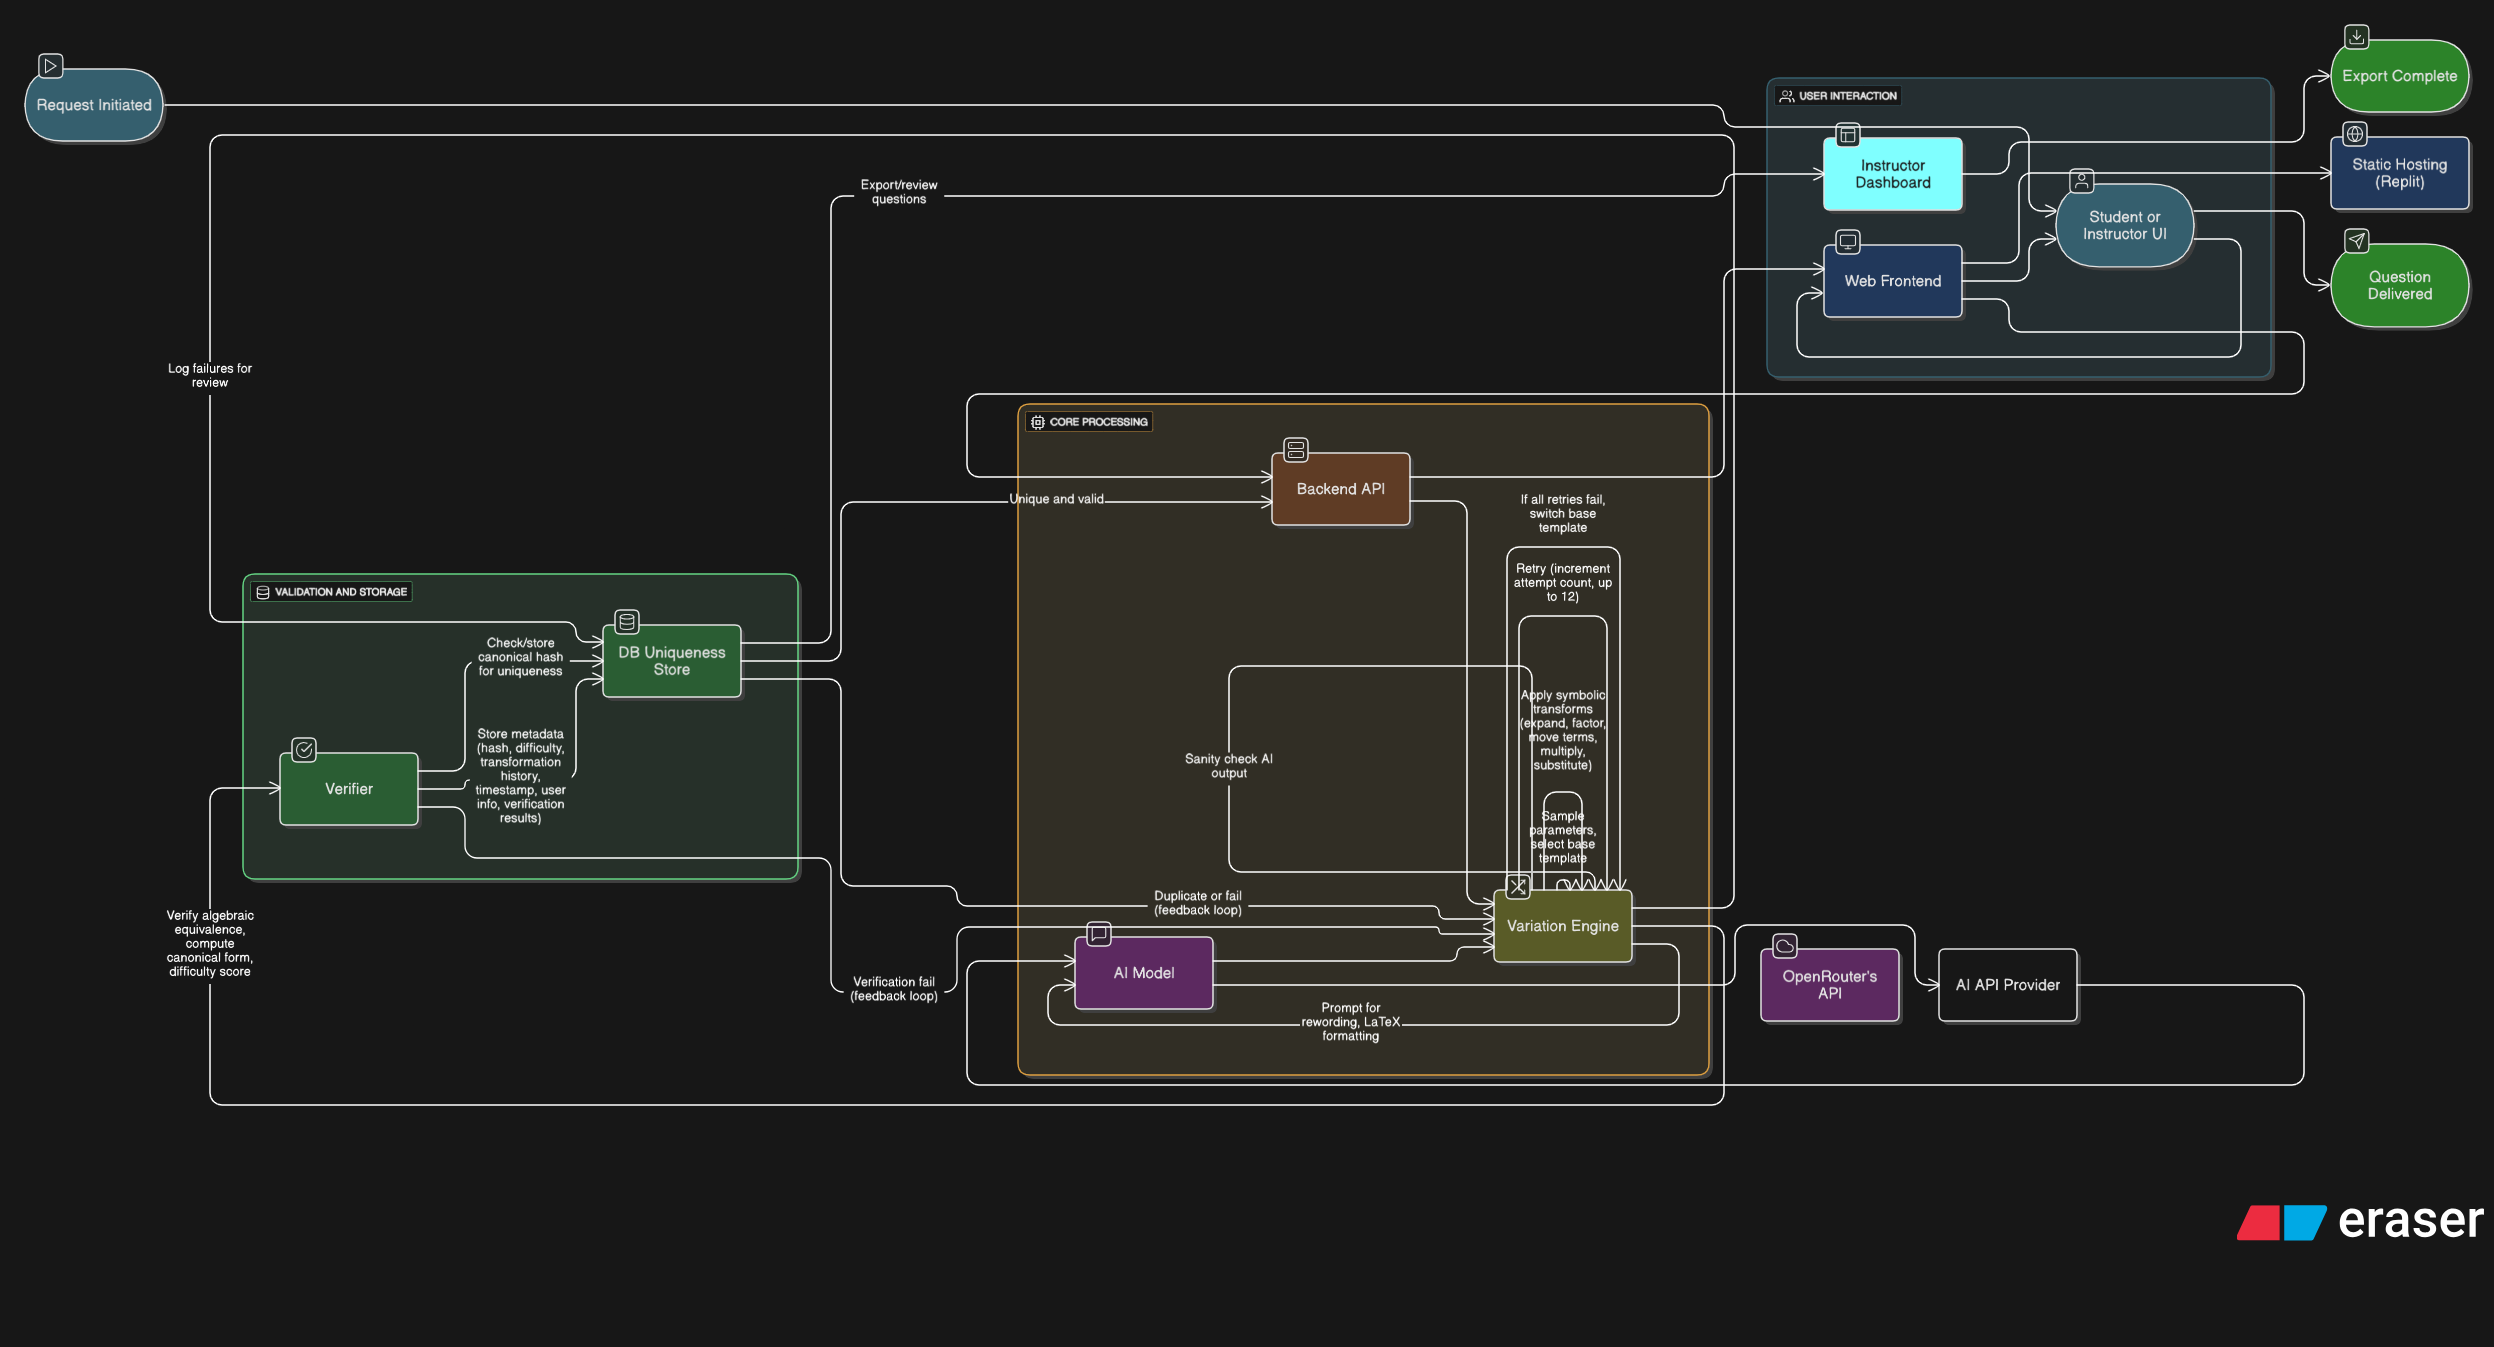 Request Initiated
Export Complete
USER INTERACTION
Instructor
Dashboard
Static Hosting
(Replit)
Student or
Instructor UI
Web Frontend
Question
Delivered
Export/review
questions
Log failures for
review
CORE PROCESSING
Backend API
Unique and valid
If all retries fail,
switch base
template
Retry (increment
attempt count, up
to 12)
VALIDATION AND STORAGE
DB Uniqueness
Store
Check/store
canonical hash
for uniqueness
Store metadata
(hash, difficulty,
transformation
history,
timestamp, user
info, verification
results)
Verifier
Apply symbolic
transforms
(expand, factor,
move terms,
multiply,
substitute)
Sanity check AI
output
Sample
parameters,
select base
template
Duplicate or fail
(feedback loop)
Variation Engine
Verify algebraic
equivalence,
compute
canonical form,
difficulty score
AI Model
Verification fail
(feedback loop)
Prompt for
rewording, LaTeX
formatting
OpenRouter's
API
AI API Provider
eraser